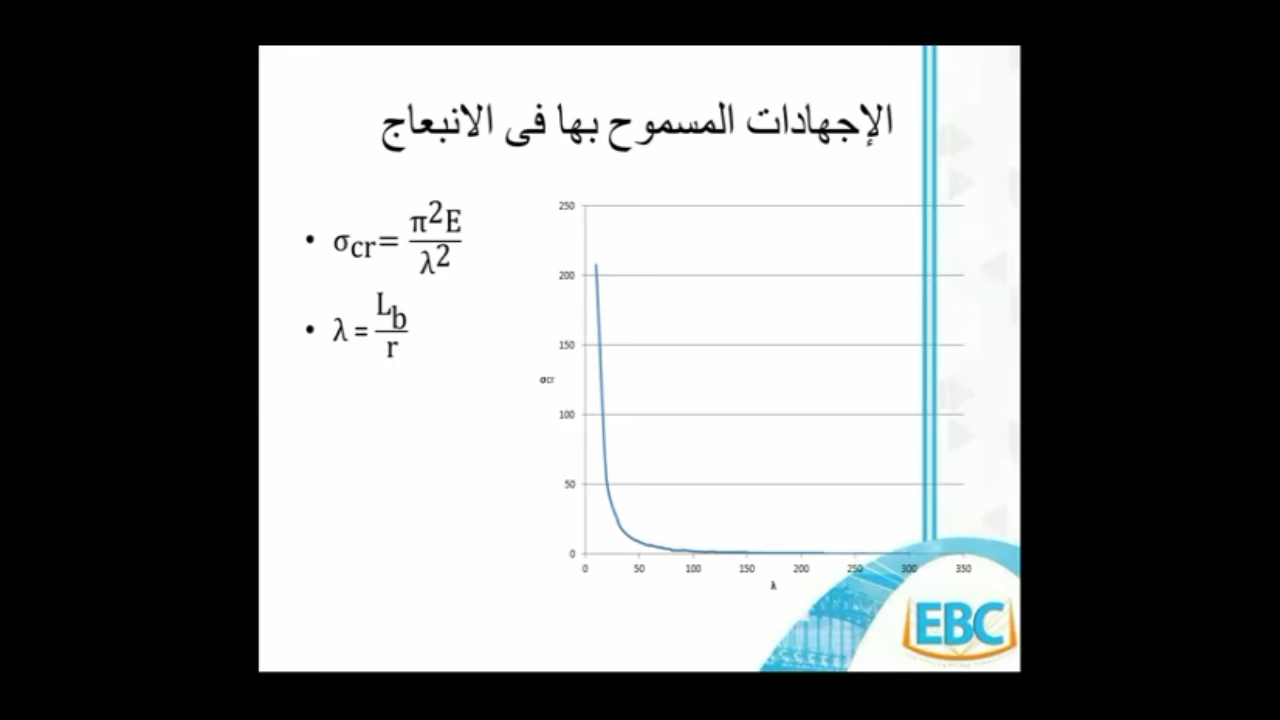 الإجهادات المسموح بها فى الانبعاج
• σcr= π²E/λ²
• λ = Lb/r
250
200
150
100
50
0
σcr
0 50 100 150 200 250 300 350
λ
EBC